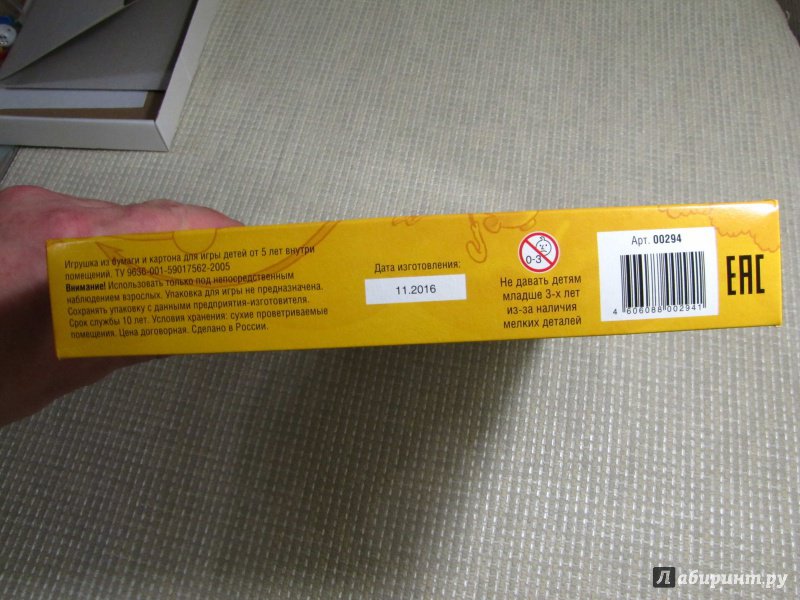 Игрушка из бумаги и картона для игры детей от 5 лет внутри
помещений. TV 9636-001-59017562-2005
Внимание! Использовать только под непосредственным
наблюдением взрослых. Упаковка для игры не предназначена.
Сохранять упаковку с данными предприятия-изготовителя.
Срок службы 10 лет. Условия хранения: сухие проветриваемые
помещения. Цена договорная. Сделано в России.
Дата изготовления:
11.2016
0-3
Не давать детям
младше 3-х лет
из-за наличия
мелких деталей
Арт. 00294
4 606088 002941
EAC
Лабиринт.ру